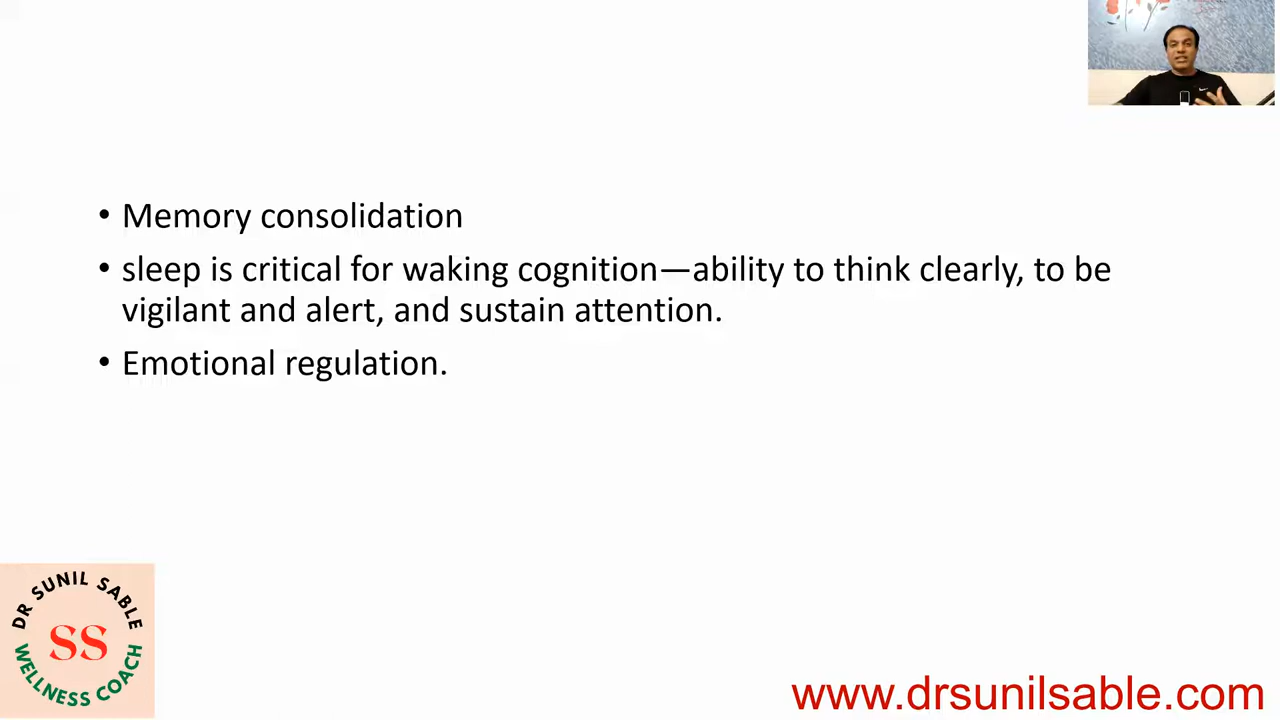 • Memory consolidation
• sleep is critical for waking cognition—ability to think clearly, to be
vigilant and alert, and sustain attention.
• Emotional regulation.
DR SUNIL SABLE
SS
WELLNESS COACH
www.drsunilsable.com